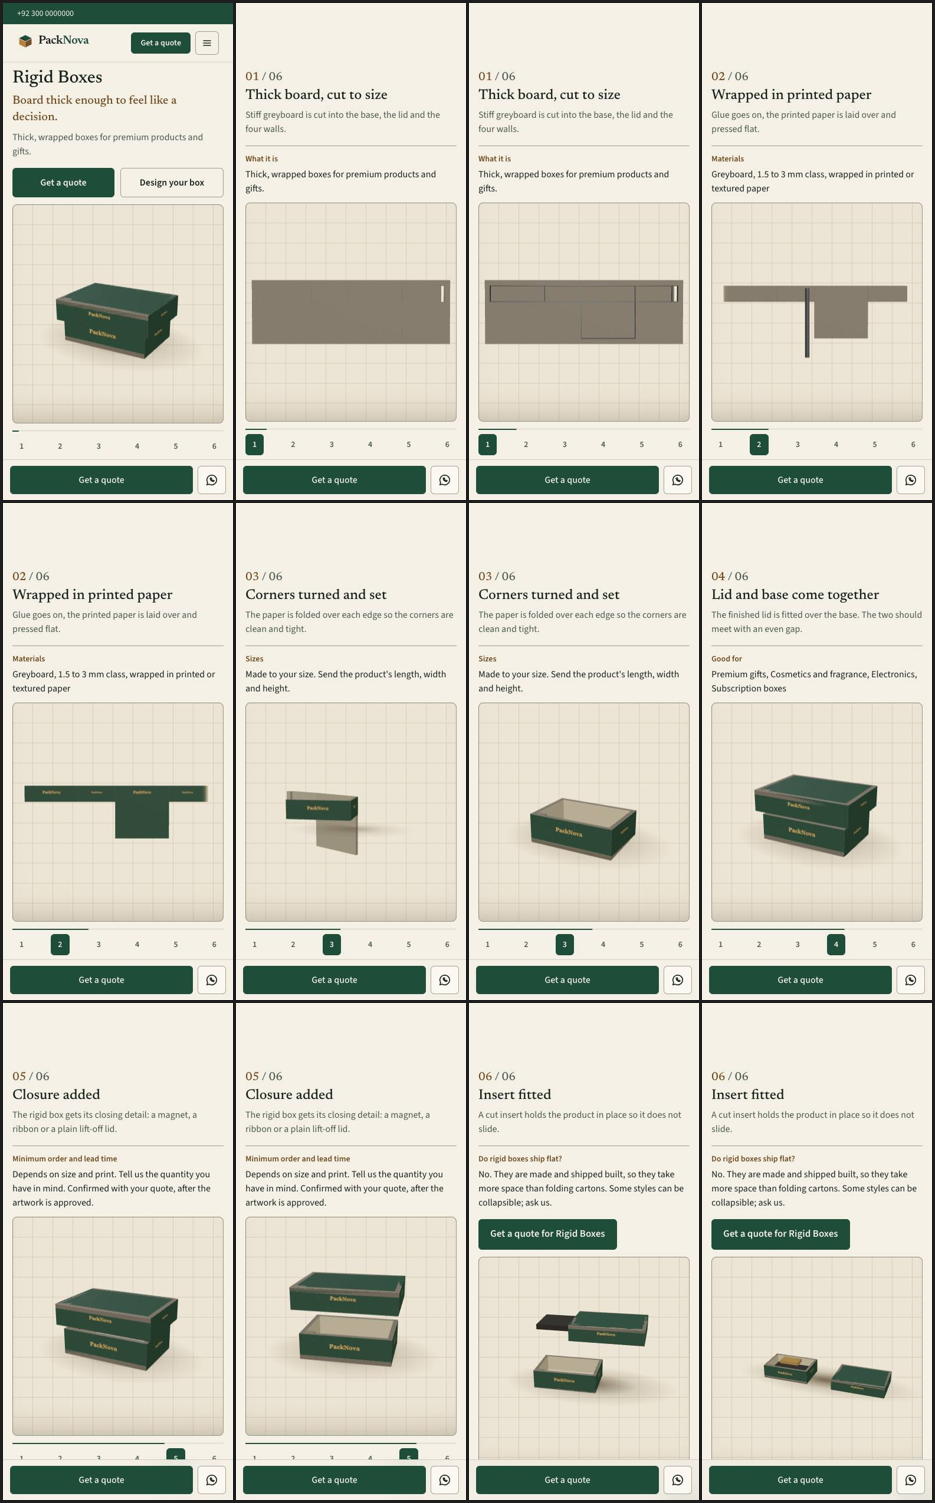 +92 300 0000000
PackNova
Get a quote
Rigid Boxes
Board thick enough to feel like a
decision.
Thick, wrapped boxes for premium products and
gifts.
Get a quote
Design your box
PackNova
PackNova
1 2 3 4 5 6
Get a quote
01 / 06
Thick board, cut to size
Stiff greyboard is cut into the base, the lid and the
four walls.
What it is
Thick, wrapped boxes for premium products and
gifts.
1 2 3 4 5 6
Get a quote
01 / 06
Thick board, cut to size
Stiff greyboard is cut into the base, the lid and the
four walls.
What it is
Thick, wrapped boxes for premium products and
gifts.
1 2 3 4 5 6
Get a quote
02 / 06
Wrapped in printed paper
Glue goes on, the printed paper is laid over and
pressed flat.
Materials
Greyboard, 1.5 to 3 mm class, wrapped in printed or
textured paper
1 2 3 4 5 6
Get a quote
02 / 06
Wrapped in printed paper
Glue goes on, the printed paper is laid over and
pressed flat.
Materials
Greyboard, 1.5 to 3 mm class, wrapped in printed or
textured paper
PackNova PackNova
1 2 3 4 5 6
Get a quote
03 / 06
Corners turned and set
The paper is folded over each edge so the corners are
clean and tight.
Sizes
Made to your size. Send the product's length, width
and height.
PackNova
1 2 3 4 5 6
Get a quote
03 / 06
Corners turned and set
The paper is folded over each edge so the corners are
clean and tight.
Sizes
Made to your size. Send the product's length, width
and height.
PackNova
1 2 3 4 5 6
Get a quote
04 / 06
Lid and base come together
The finished lid is fitted over the base. The two should
meet with an even gap.
Good for
Premium gifts, Cosmetics and fragrance, Electronics,
Subscription boxes
PackNova
PackNova
1 2 3 4 5 6
Get a quote
05 / 06
Closure added
The rigid box gets its closing detail: a magnet, a
ribbon or a plain lift-off lid.
Minimum order and lead time
Depends on size and print. Tell us the quantity you
have in mind. Confirmed with your quote, after the
artwork is approved.
PackNova
PackNova
1 2 3 4 5 6
Get a quote
05 / 06
Closure added
The rigid box gets its closing detail: a magnet, a
ribbon or a plain lift-off lid.
Minimum order and lead time
Depends on size and print. Tell us the quantity you
have in mind. Confirmed with your quote, after the
artwork is approved.
PackNova
PackNova
1 2 3 4 5 6
Get a quote
06 / 06
Insert fitted
A cut insert holds the product in place so it does not
slide.
Do rigid boxes ship flat?
No. They are made and shipped built, so they take
more space than folding cartons. Some styles can be
collapsible; ask us.
Get a quote for Rigid Boxes
PackNova
PackNova
Get a quote
06 / 06
Insert fitted
A cut insert holds the product in place so it does not
slide.
Do rigid boxes ship flat?
No. They are made and shipped built, so they take
more space than folding cartons. Some styles can be
collapsible; ask us.
Get a quote for Rigid Boxes
PackNova
Get a quote